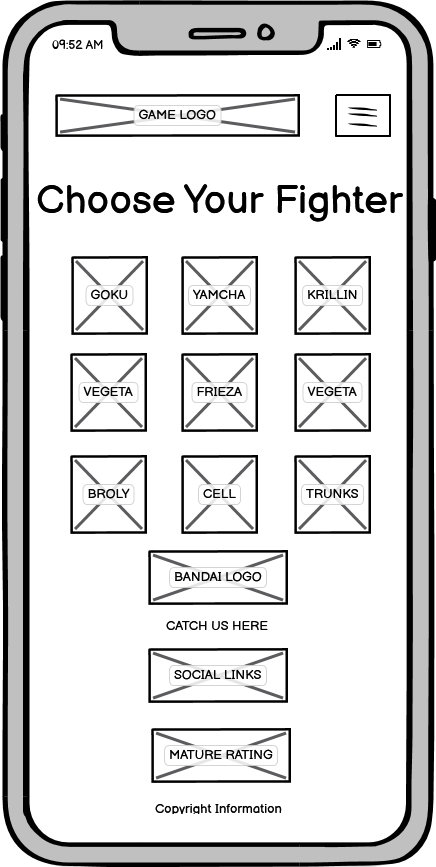 09:52 AM
GAME LOGO
Choose Your Fighter
GOKU YAMCHA KRILLIN
VEGETA FRIEZA VEGETA
BROLY CELL TRUNKS
BANDAI LOGO
CATCH US HERE
SOCIAL LINKS
MATURE RATING
Copyright Information